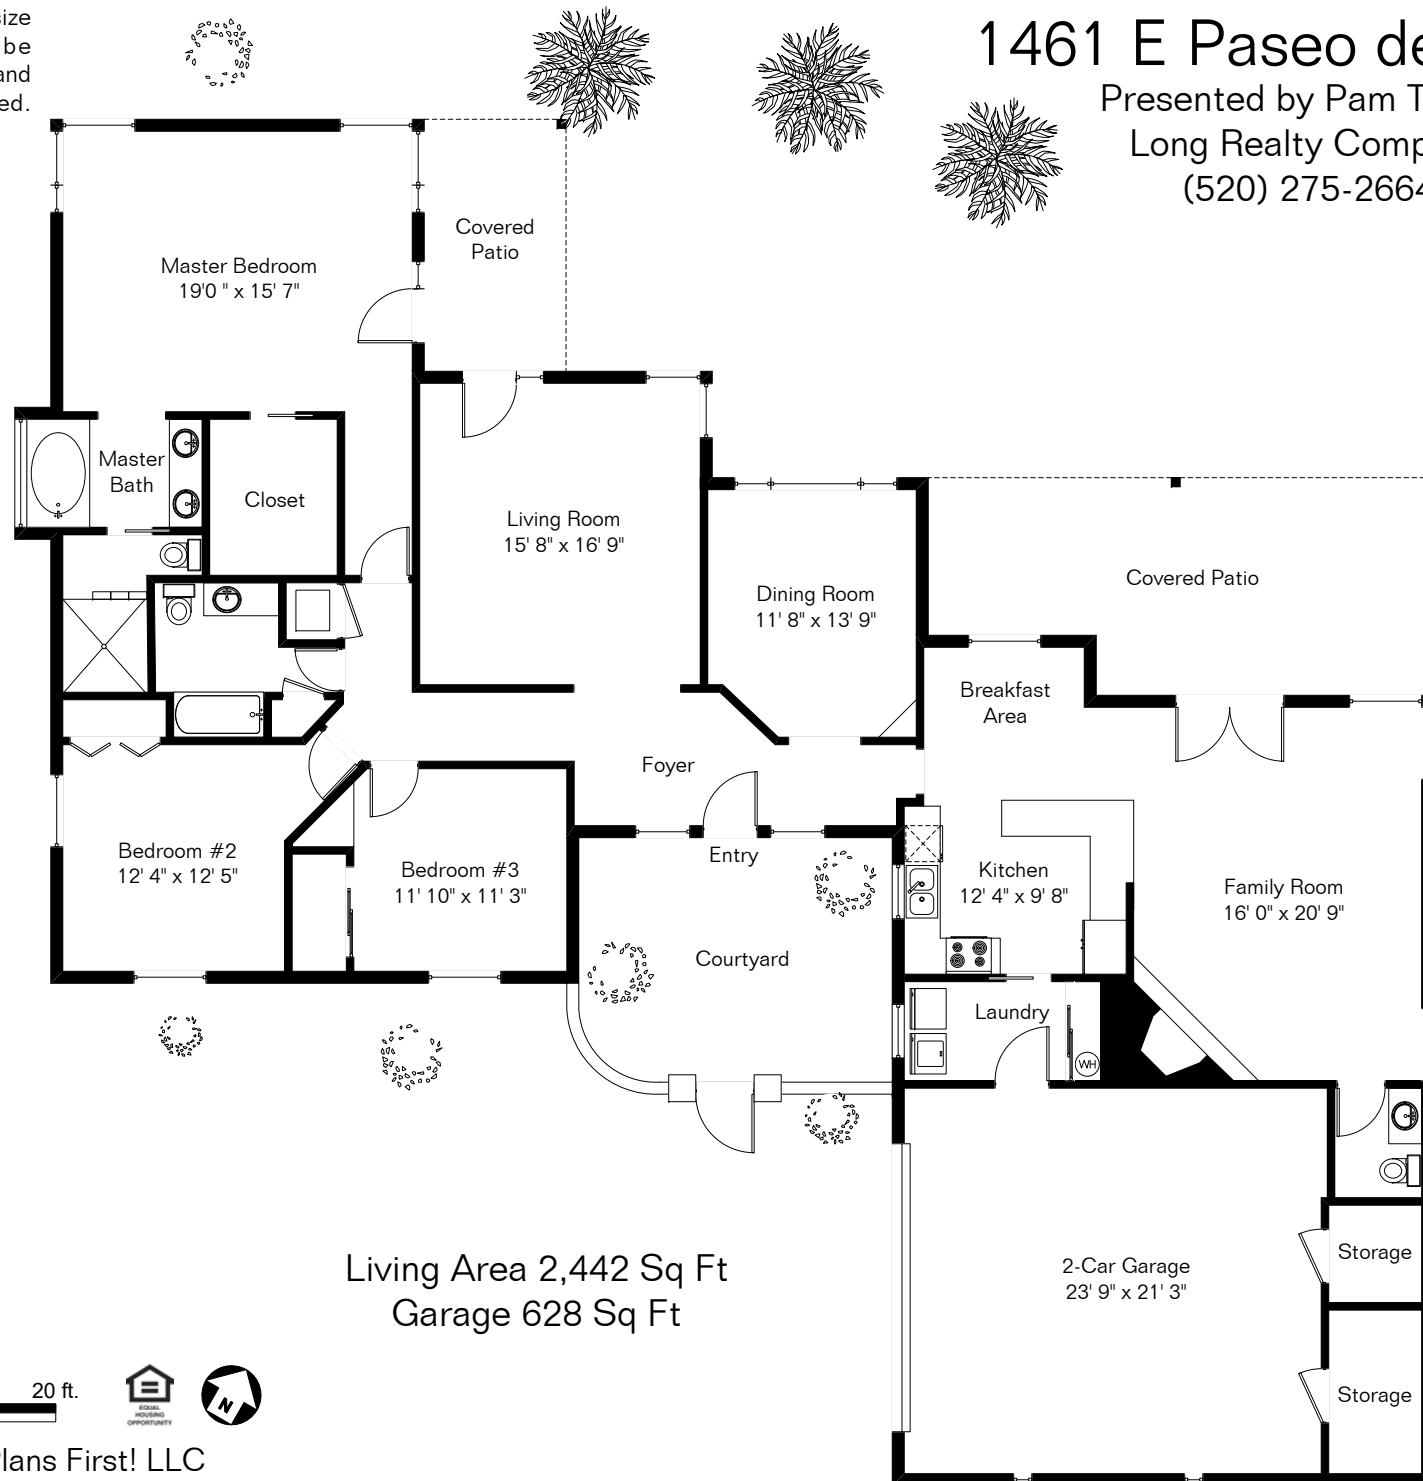 size
be
and
ed.
1461 E Paseo de
Presented by Pam T
Long Realty Comp
(520) 275-2664
Covered
Patio
Master Bedroom
19'0 " x 15' 7"
Master
Bath
Closet
Living Room
15' 8" x 16' 9"
Dining Room
11' 8" x 13' 9"
Covered Patio
Breakfast
Area
Foyer
Entry
Bedroom #2
12' 4" x 12' 5"
Bedroom #3
11' 10" x 11' 3"
Kitchen
12' 4" x 9' 8"
Family Room
16' 0" x 20' 9"
Courtyard
Laundry
WH
2-Car Garage
23' 9" x 21' 3"
Storage
Storage
Living Area 2,442 Sq Ft
Garage 628 Sq Ft
20 ft.
EQUAL
HOUSING
OPPORTUNITY
N
Plans First! LLC